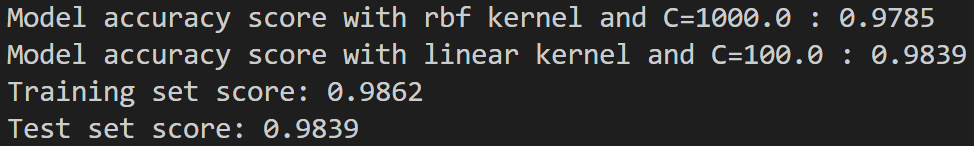 Model accuracy score with rbf kernel and C=1000.0 : 0.9785
Model accuracy score with linear kernel and C=100.0 : 0.9839
Training set score: 0.9862
Test set score: 0.9839